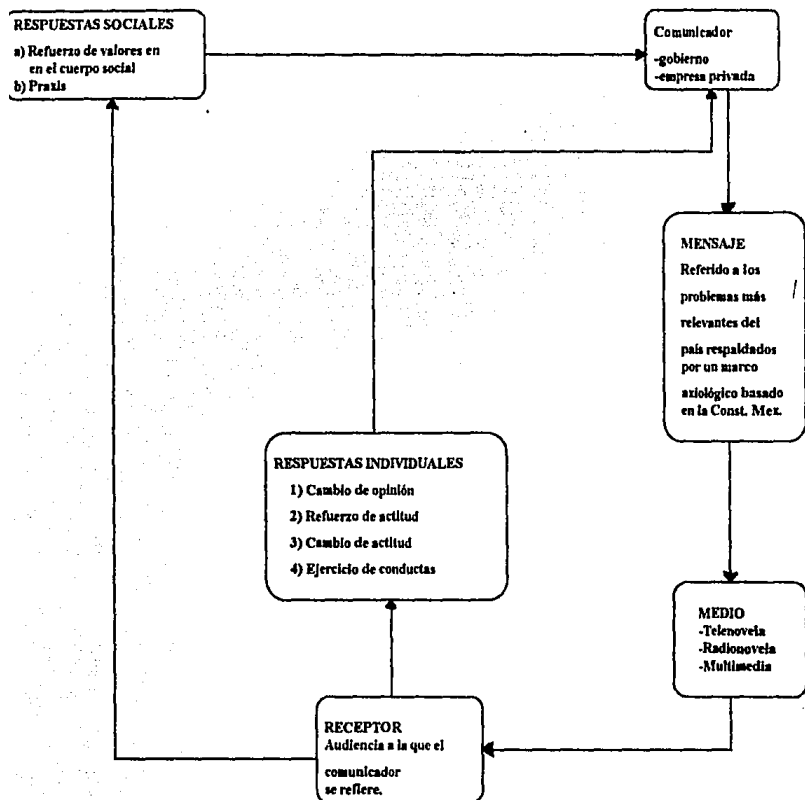 RESPUESTAS SOCIALES
a) Refuerzo de valores en
en el cuerpo social
b) Praxis
Comunicador
-gobierno
-empresa privada
MENSAJE
Referido a los
problemas más
relevantes del
país respaldados
por un marco
axiológico basado
en la Const. Mex.
RESPUESTAS INDIVIDUALES
1) Cambio de opinión
2) Refuerzo de actitud
3) Cambio de actitud
4) Ejercicio de conductas
MEDIO
-Telenovela
-Radionovela
-Multimedia
RECEPTOR
Audiencia a la que el
comunicador
se refiere.